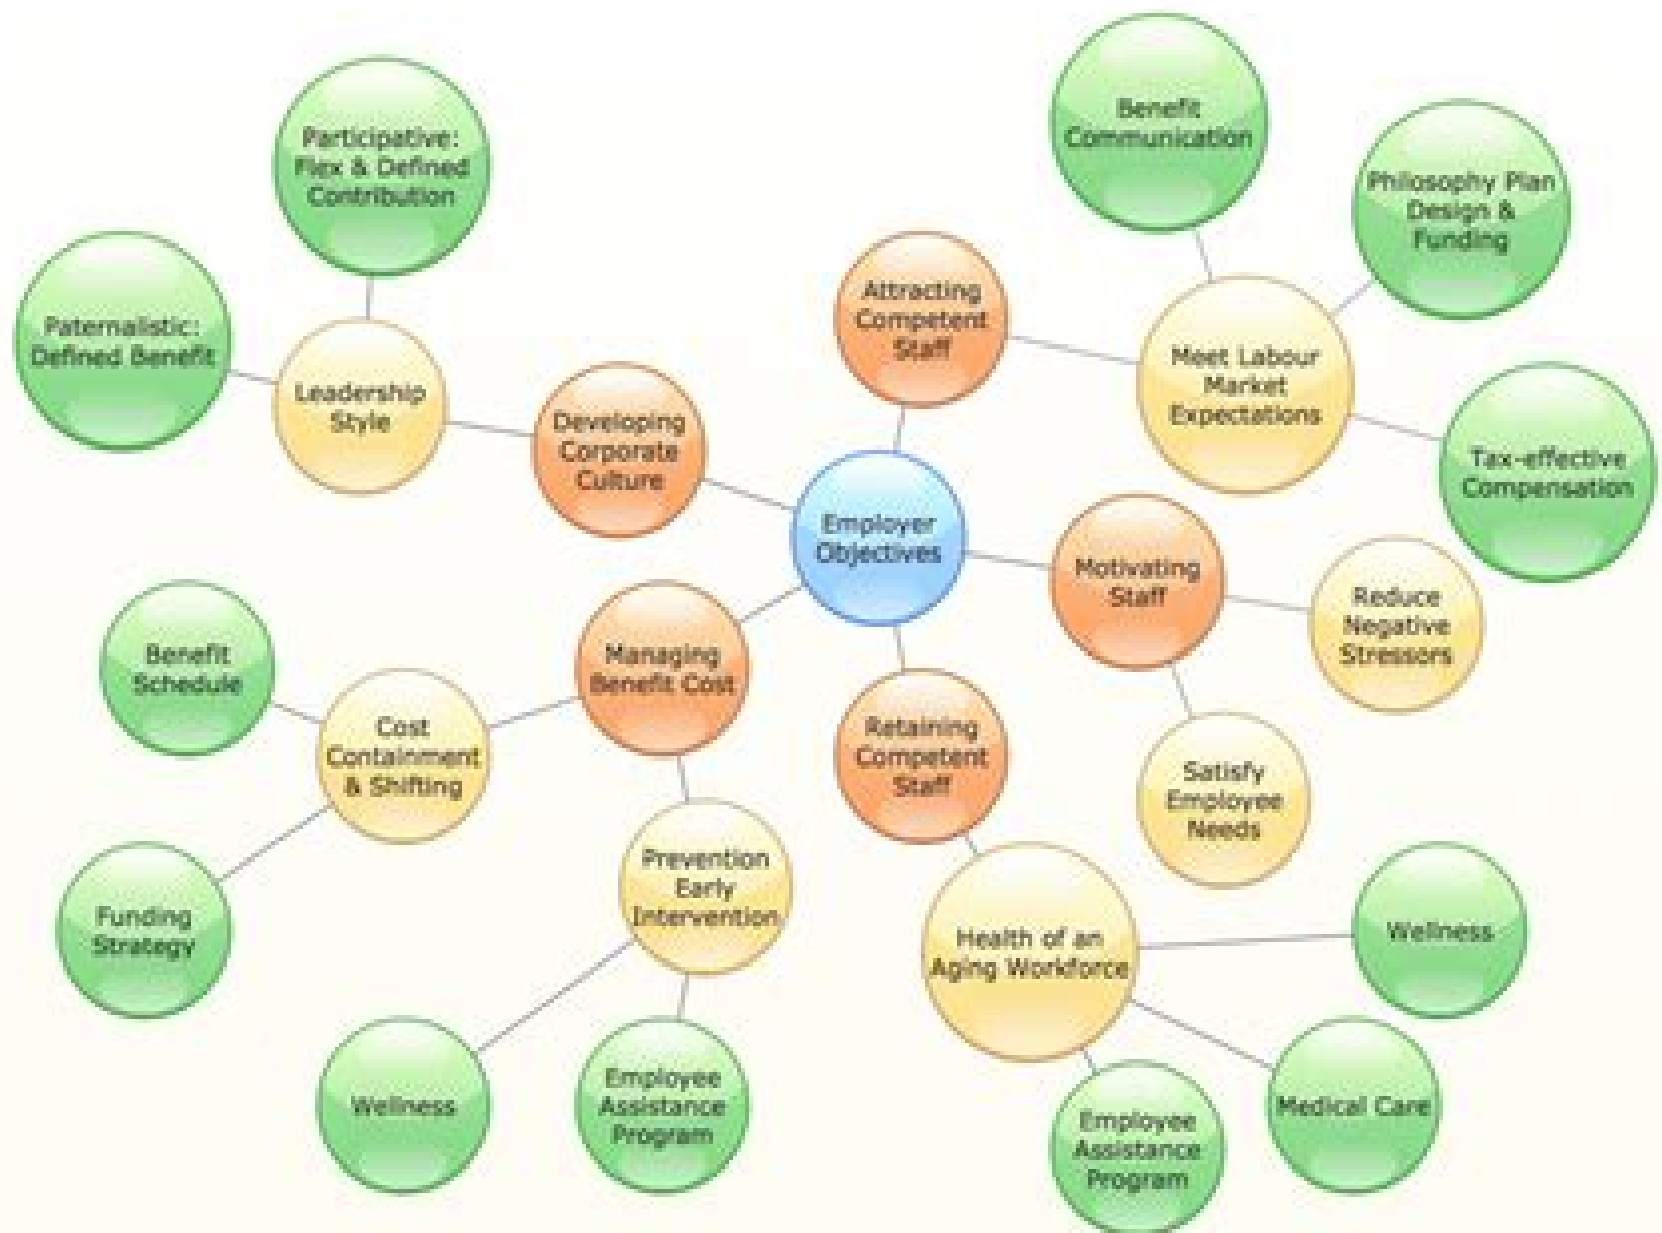 Benefit
Communication
Participative:
Flex & Defined
Contribution
Philosophy Plan
Design &
Funding
Attracting
Competent
Staff
Paternalistic:
Defined Benefit
Meet Labour
Market
Expectations
Leadership
Style
Developing
Corporate
Culture
Tax-effective
Compensation
Employer
Objectives
Motivating
Staff
Reduce
Negative
Stressors
Benefit
Schedule
Managing
Benefit Cost
Cost
Containment
& Shifting
Retaining
Competent
Staff
Satisfy
Employee
Needs
Prevention
Early
Intervention
Funding
Strategy
Health of an
Aging Workforce
Wellness
Wellness
Employee
Assistance
Program
Medical Care
Employee
Assistance
Program